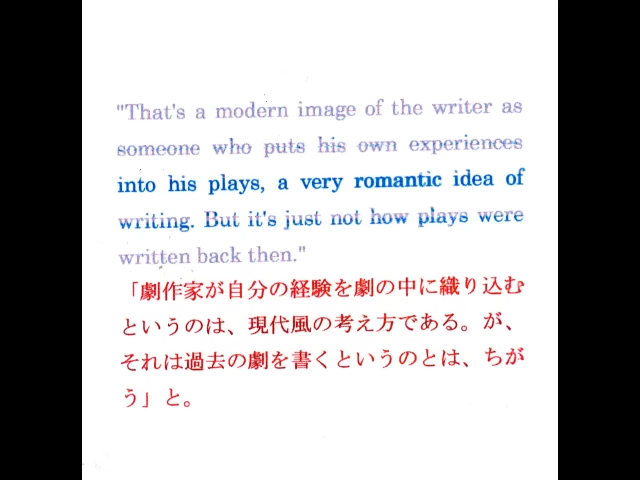 "That's a modern image of the writer as
someone who puts his own experiences
into his plays, a very romantic idea of
writing. But it's just not how plays were
written back then."
「劇作家が自分の経験を劇の中に織り込む
というのは、現代風の考え方である。が、
それは過去の劇を書くというのとは、ちが
う」と。